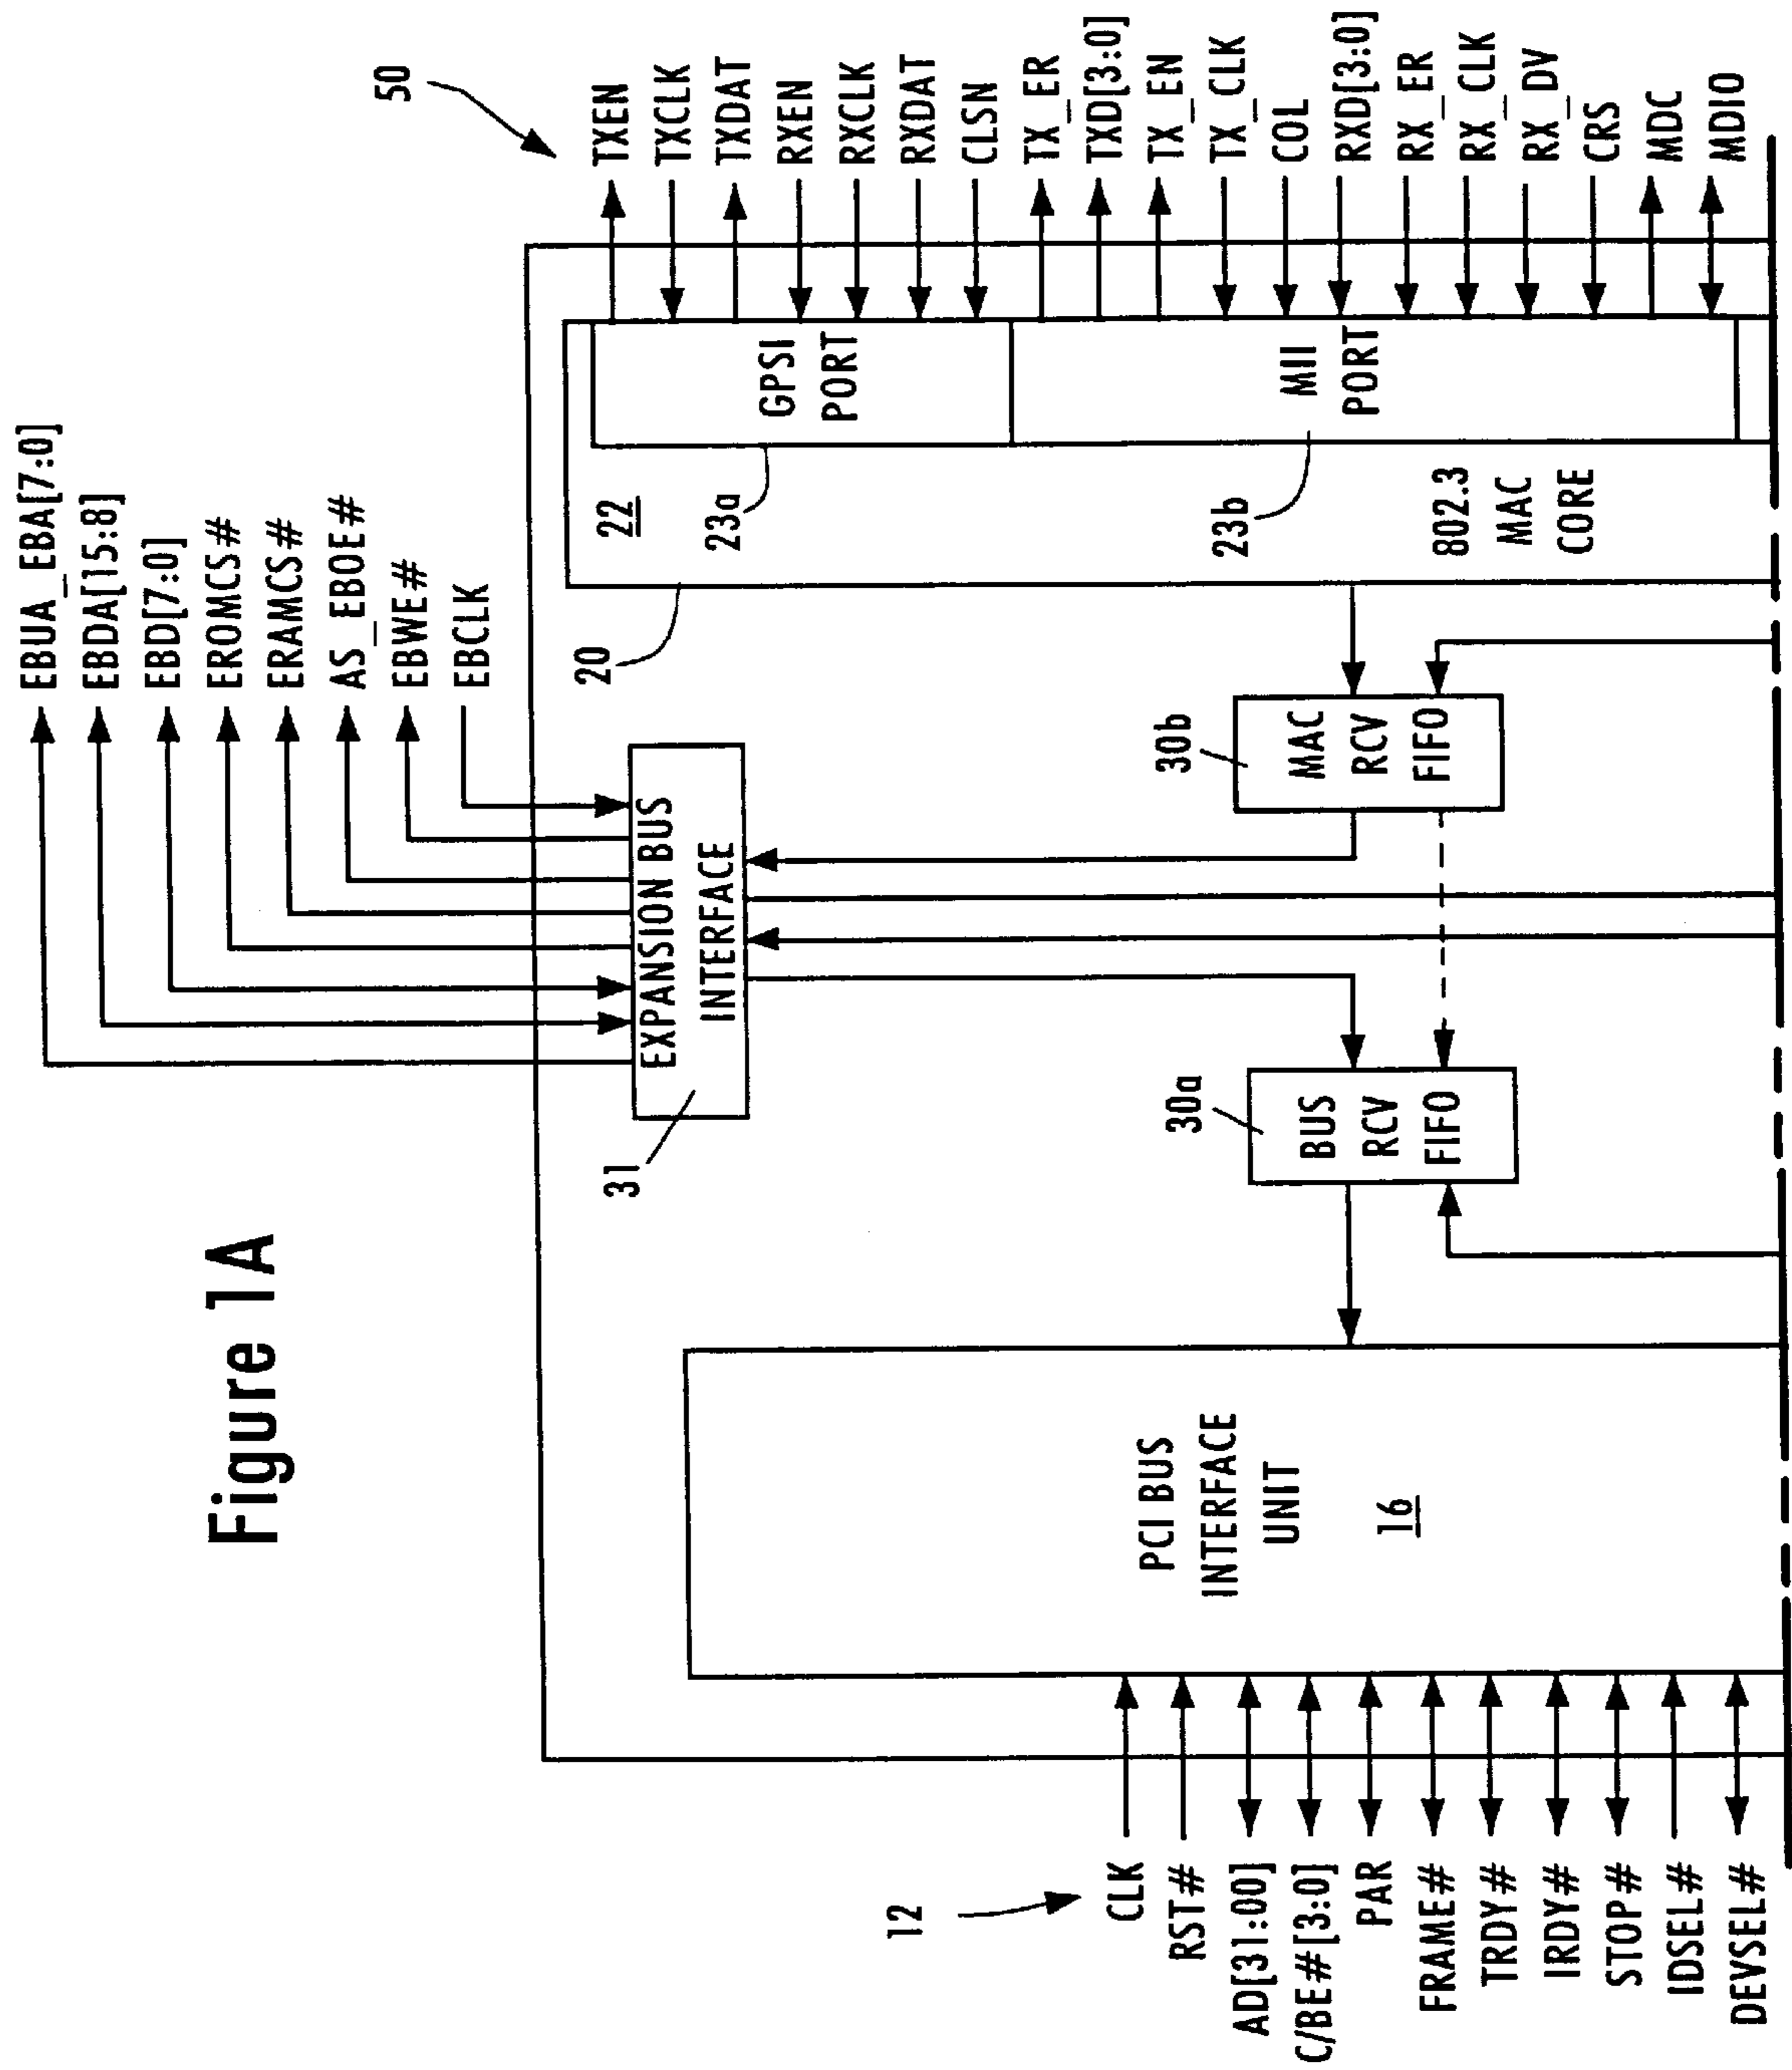 Figure 1A
EBUA_EBA[7:0]
EBDA[15:8]
EBD[7:0]
EROMCS#
ERAMCS#
AS_EBOE#
EBWE#
EBCLK
31
EXPANSION BUS
INTERFACE
12
CLK
RST#
AD[31:00]
C/BE#[3:0]
PAR
FRAME#
TRDY#
IRDY#
STOP#
IDSEL#
DEVSEL#
PCI BUS
INTERFACE
UNIT
16
30a
BUS
RCV
FIFO
30b
MAC
RCV
FIFO
20
22
23a
23b
802.3
MAC
CORE
GPSI
PORT
MII
PORT
50
TXEN
TXCLK
TXDAT
RXEN
RXCLK
RXDAT
CLSN
TX_ER
TXD[3:0]
TX_EN
TX_CLK
COL
RXD[3:0]
RX_ER
RX_CLK
RX_DV
CRS
MDC
MDIO